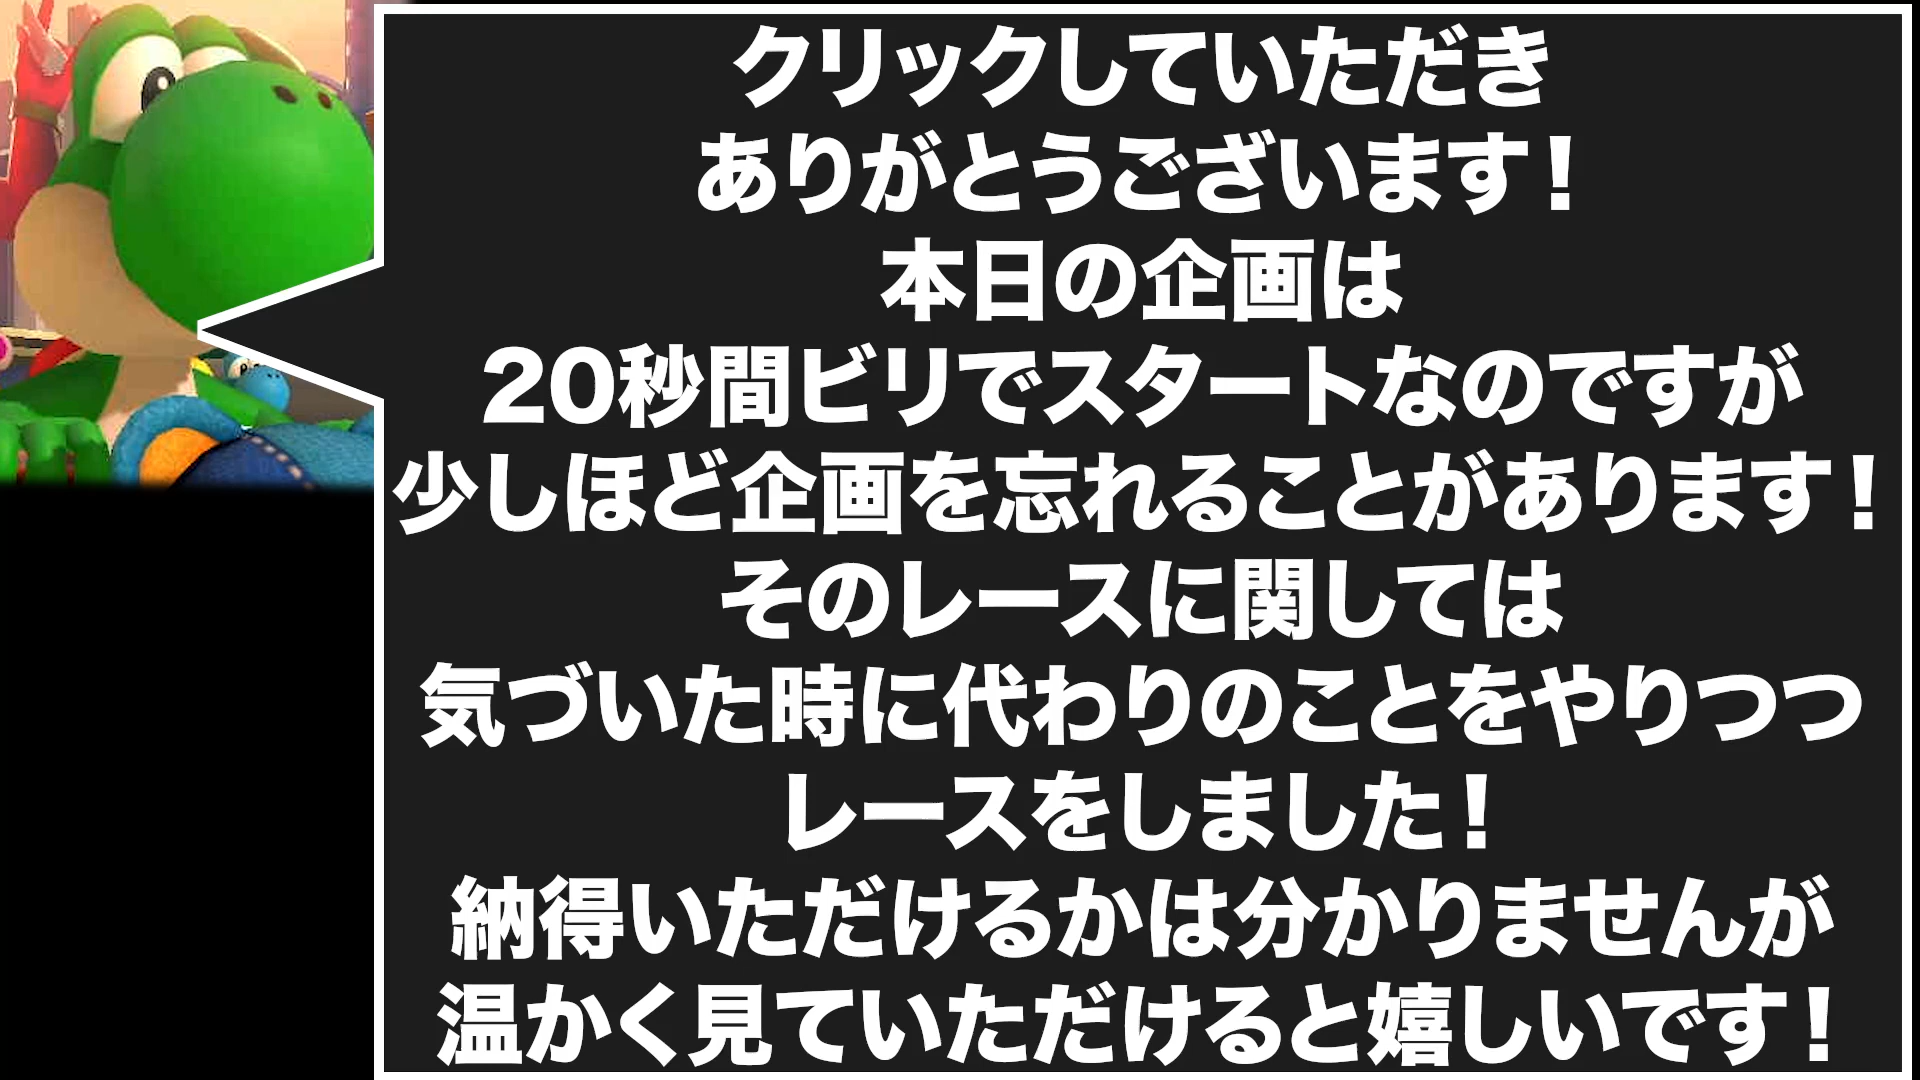 クリックしていただき
ありがとうございます！
本日の企画は
20秒間ビリでスタートなのですが
少しほど企画を忘れることがあります！
そのレースに関しては
気づいた時に代わりのことをやりつつ
レースをしました！
納得いただけるかは分かりませんが
温かく見ていただけると嬉しいです！